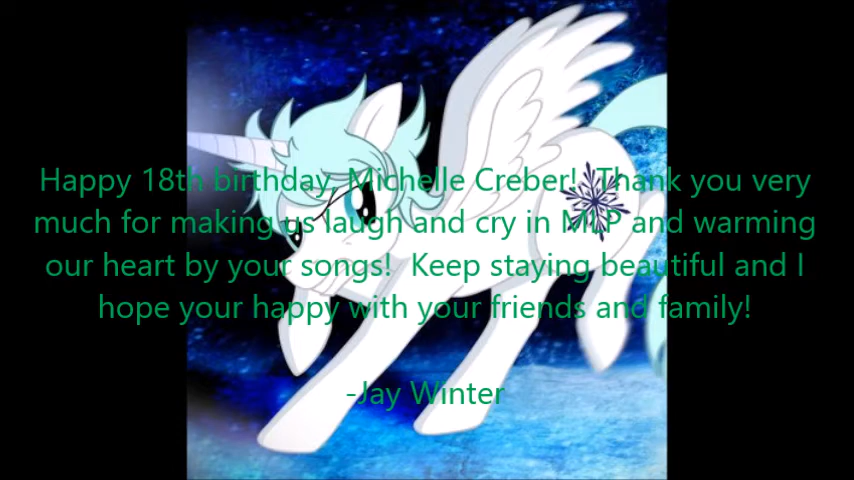 Happy 18th birthday, Michelle Creber!  Thank you very
much for making us laugh and cry in MLP and warming
our heart by your songs!  Keep staying beautiful and I
hope your happy with your friends and family!
-Jay Winter